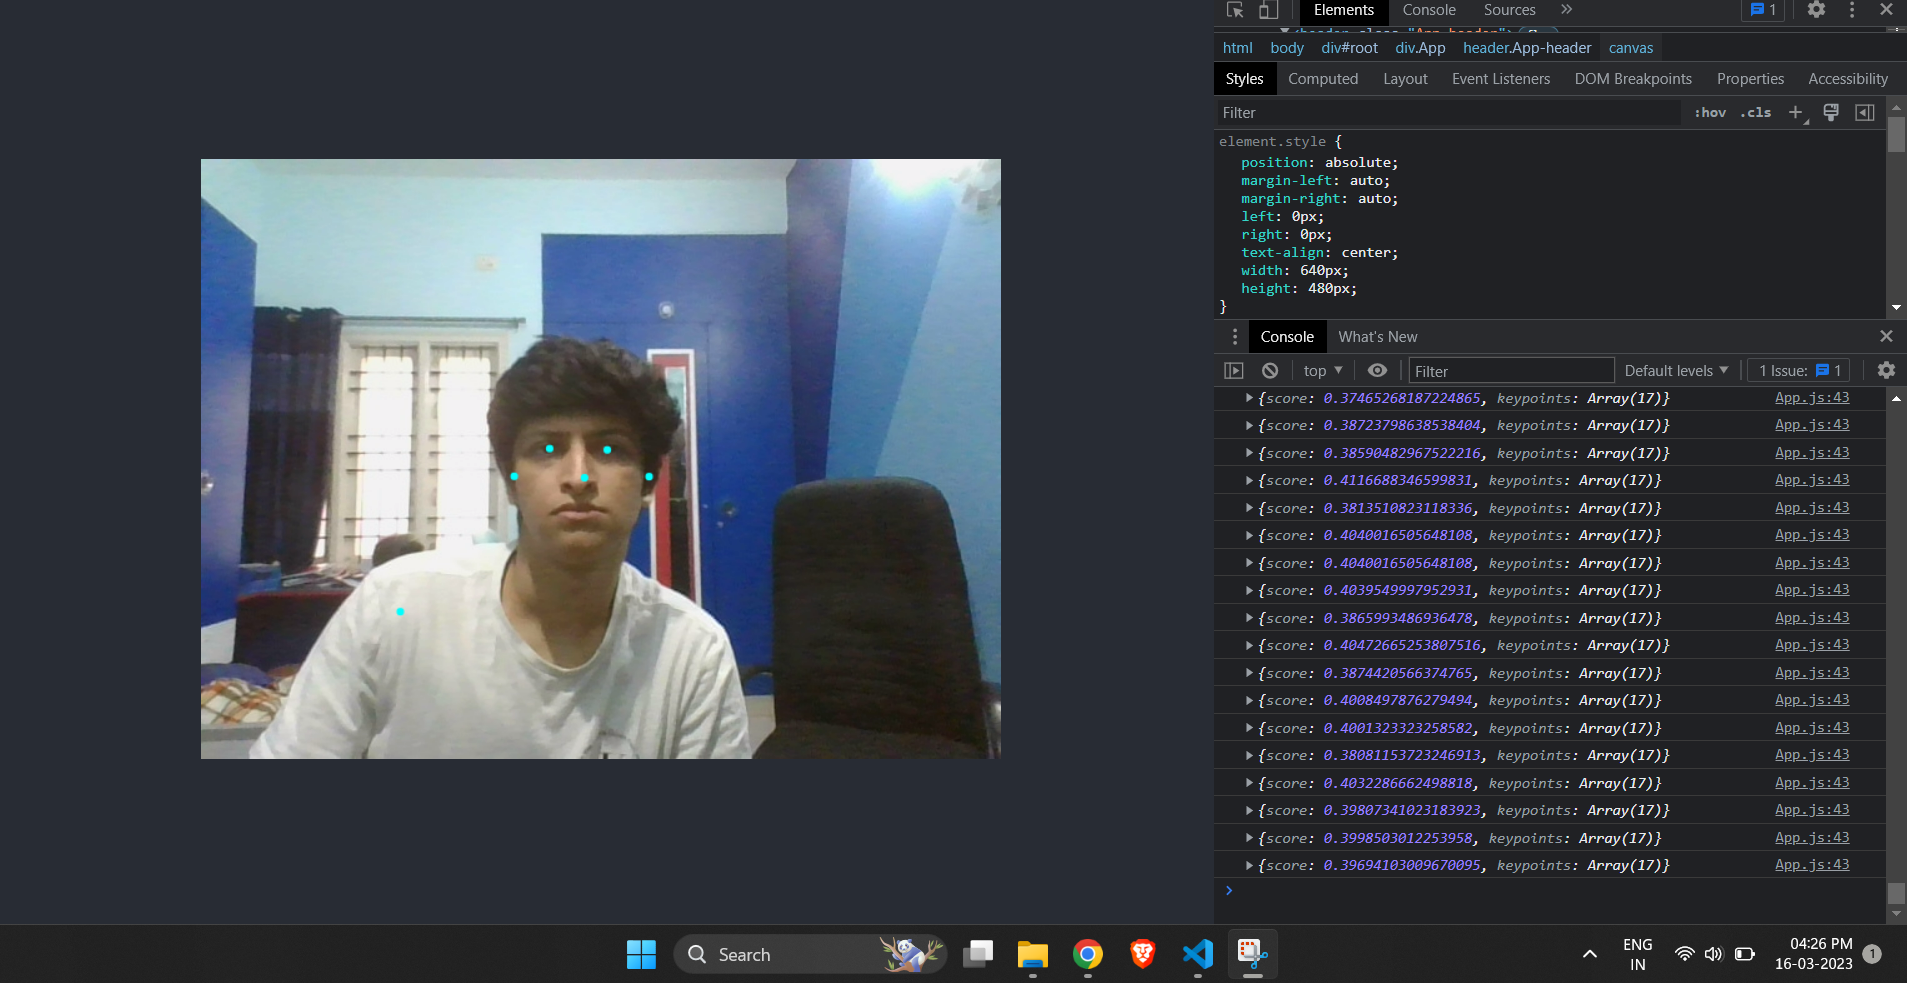 Elements Console Sources » 1
<header class="App-header">
html body div#root div.App header.App-header canvas
Styles Computed Layout Event Listeners DOM Breakpoints Properties Accessibility
Filter :hov .cls
element.style {
position: absolute;
margin-left: auto;
margin-right: auto;
left: 0px;
right: 0px;
text-align: center;
width: 640px;
height: 480px;
}
Console What's New
top Filter Default levels 1 Issue: 1
{score: 0.37465268187224865, keypoints: Array(17)} App.js:43
{score: 0.38723798638538404, keypoints: Array(17)} App.js:43
{score: 0.38590482967522216, keypoints: Array(17)} App.js:43
{score: 0.4116688346599831, keypoints: Array(17)} App.js:43
{score: 0.3813510823118336, keypoints: Array(17)} App.js:43
{score: 0.4040016505648108, keypoints: Array(17)} App.js:43
{score: 0.4040016505648108, keypoints: Array(17)} App.js:43
{score: 0.4039549997952931, keypoints: Array(17)} App.js:43
{score: 0.3865993486936478, keypoints: Array(17)} App.js:43
{score: 0.40472665253807516, keypoints: Array(17)} App.js:43
{score: 0.3874420566374765, keypoints: Array(17)} App.js:43
{score: 0.4008497876279494, keypoints: Array(17)} App.js:43
{score: 0.4001323323258582, keypoints: Array(17)} App.js:43
{score: 0.38081153723246913, keypoints: Array(17)} App.js:43
{score: 0.4032286662498818, keypoints: Array(17)} App.js:43
{score: 0.39807341023183923, keypoints: Array(17)} App.js:43
{score: 0.3998503012253958, keypoints: Array(17)} App.js:43
{score: 0.39694103009670095, keypoints: Array(17)} App.js:43
Search
ENG
IN
04:26 PM
16-03-2023
1